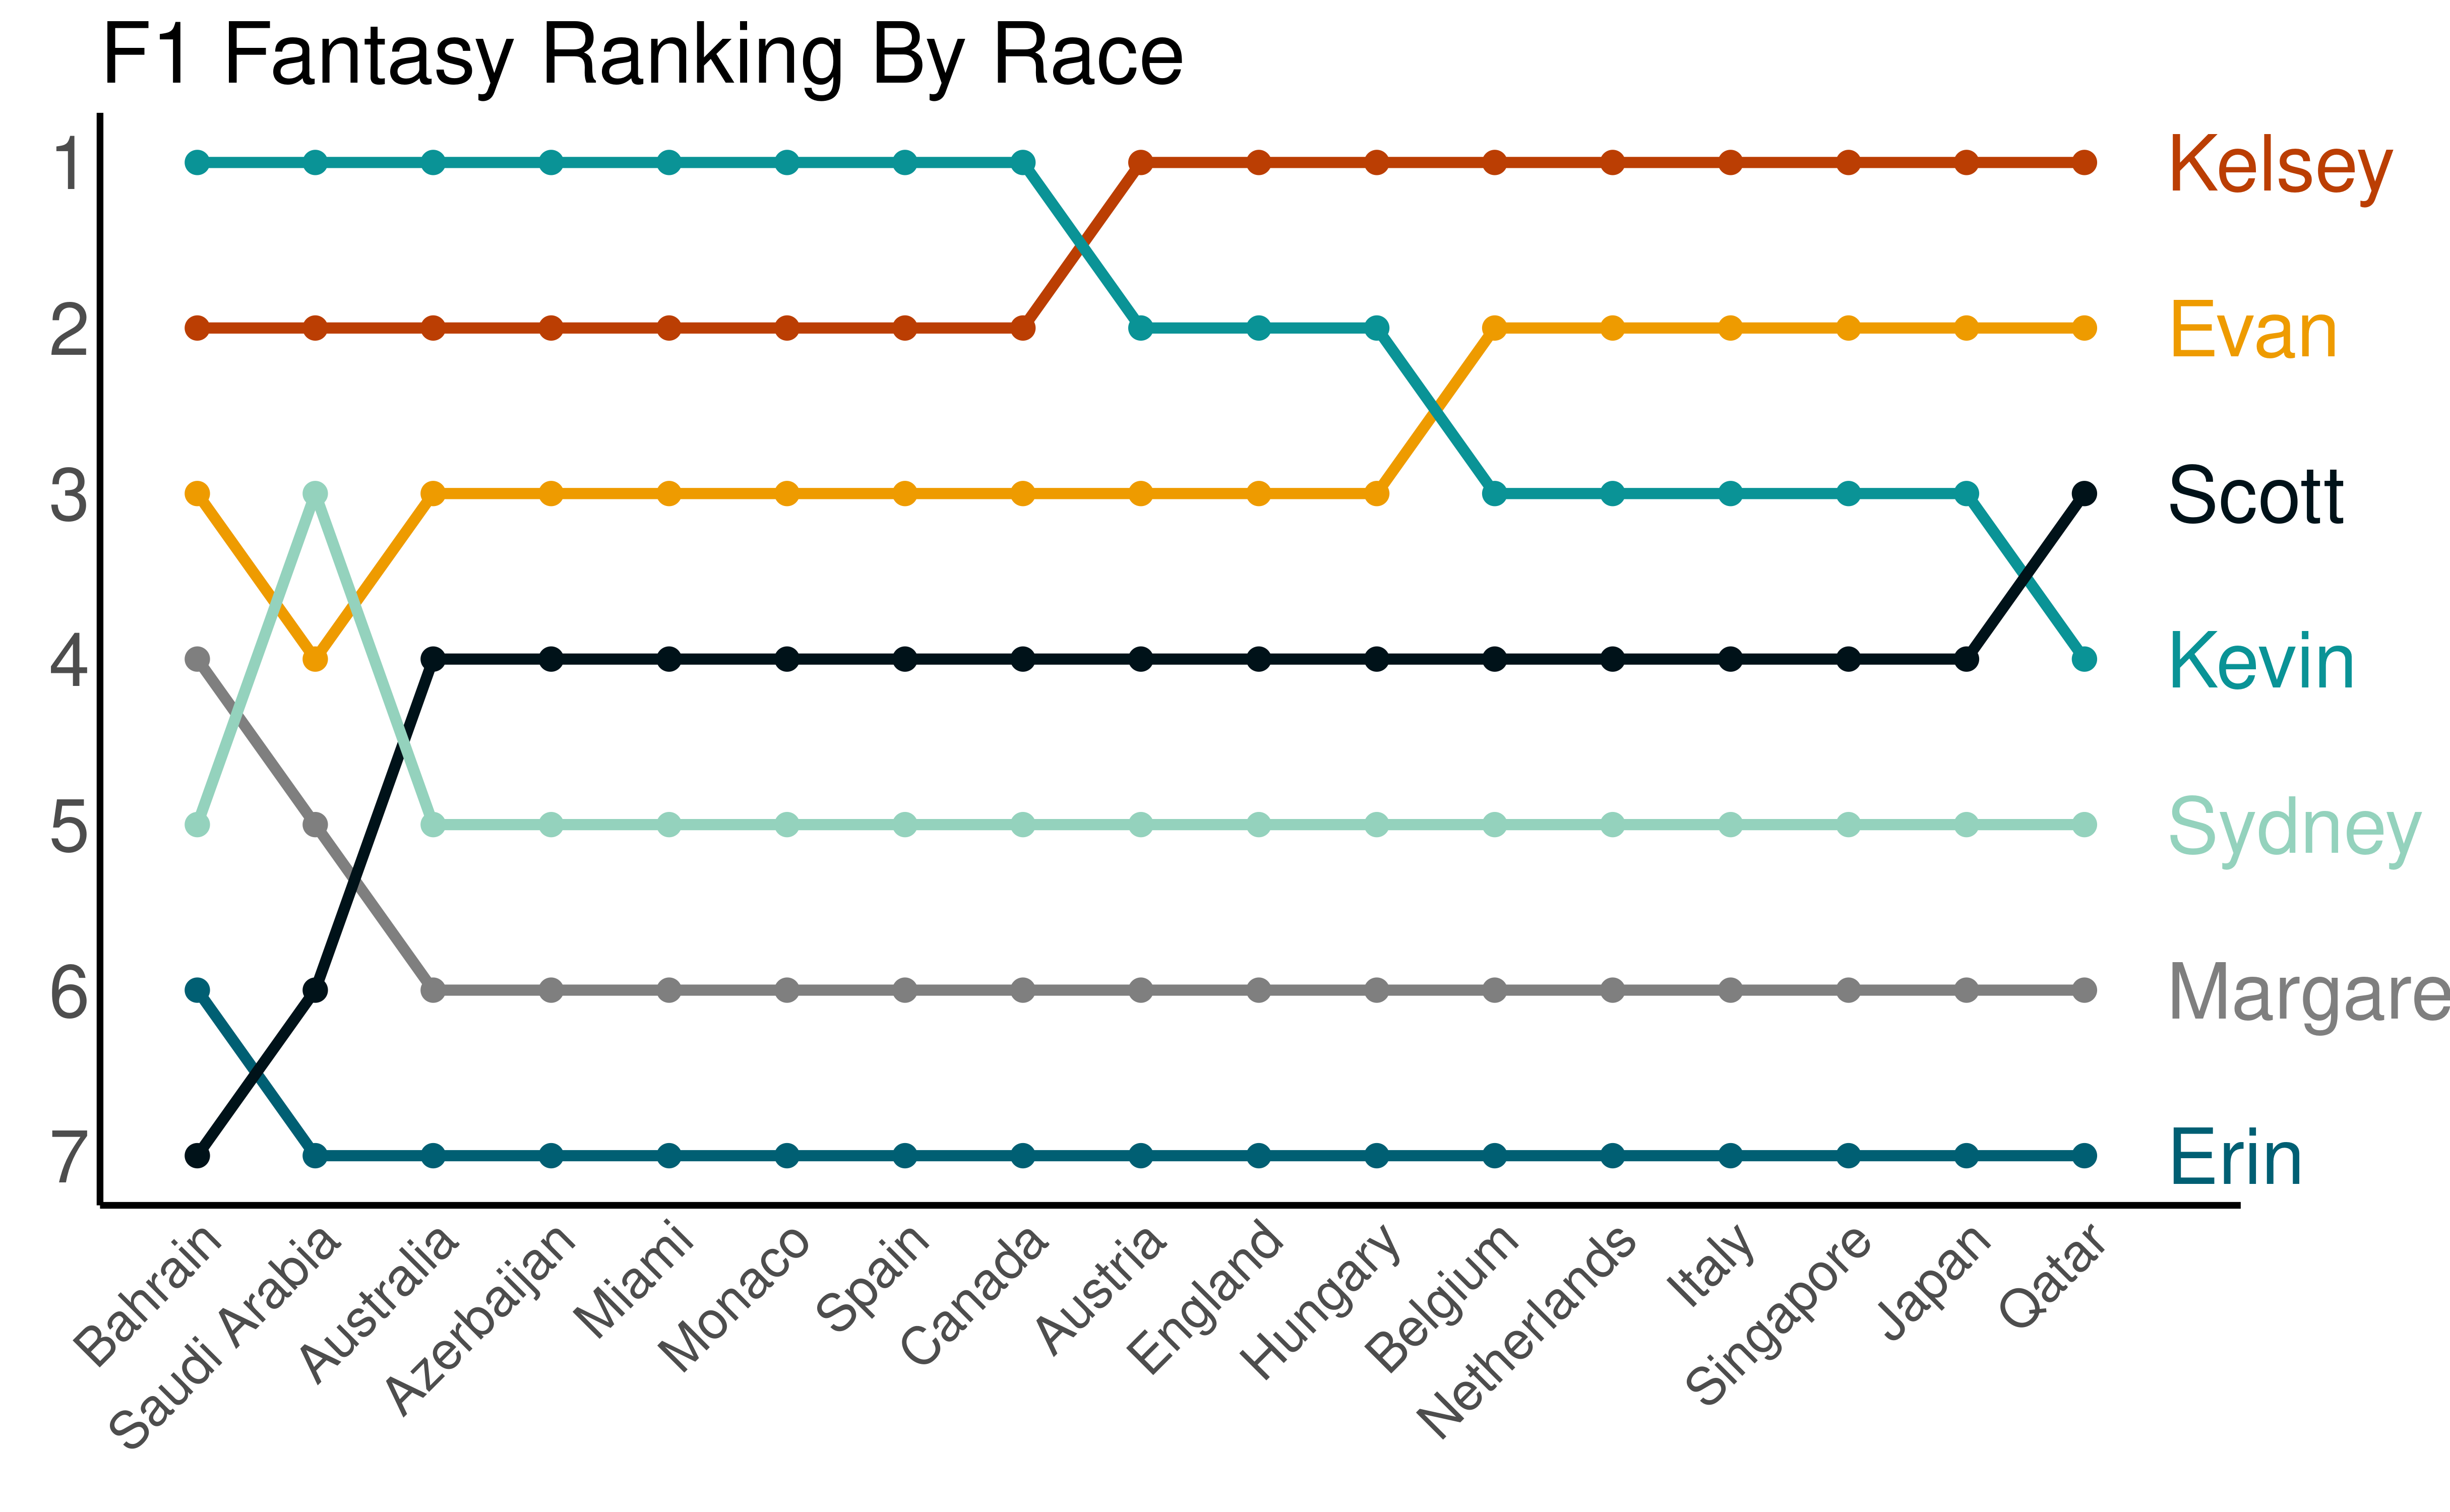 F1 Fantasy Ranking By Race
1
Kelsey
2
Evan
3
Scott
4
Kevin
5
Sydney
6
Margare
7
Erin
Bahrain
Saudi Arabia
Australlia
Azerbaijan
Miami
Monaco
Spain
Canada
Austria
England
Hungary
Belgium
Netherlands
Italy
Singapore
Japan
Qatar